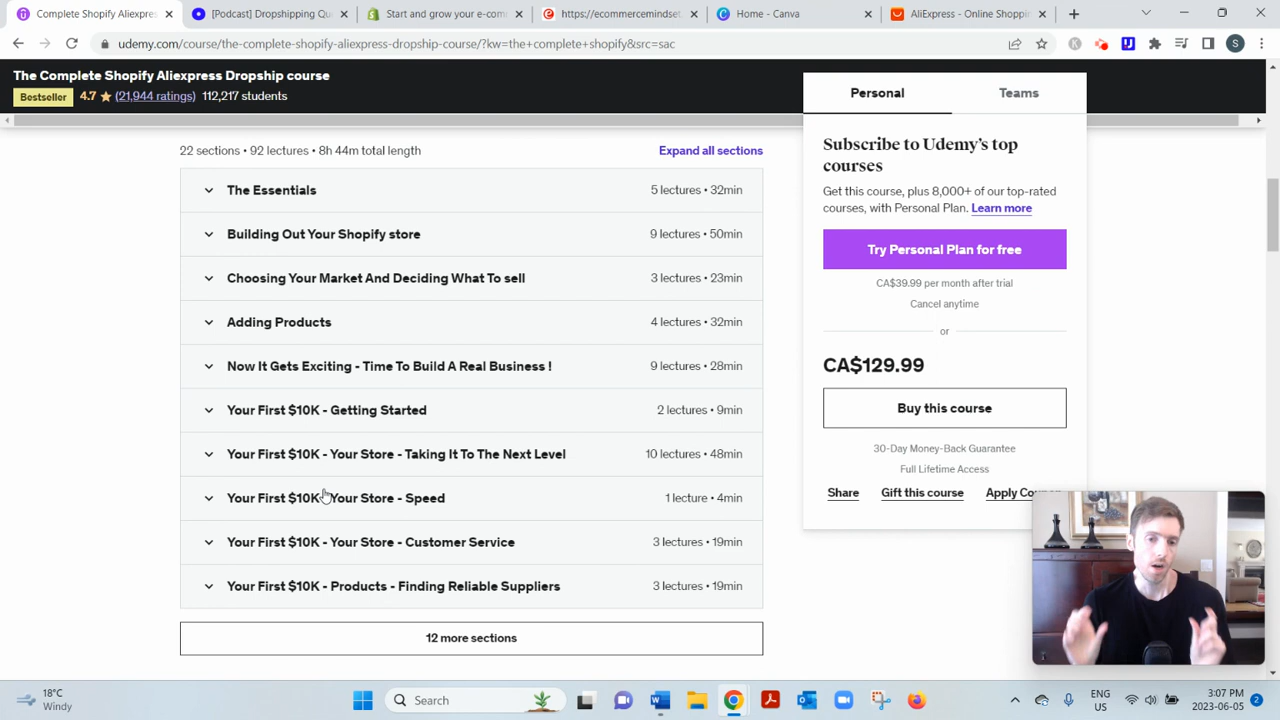 Complete Shopify Aliexpress
[Podcast] Dropshipping Qu
Start and grow your e-com
https://ecommercemindset
Home - Canva
AliExpress - Online Shoppin
udemy.com/course/the-complete-shopify-aliexpress-dropship-course/?kw=the+complete+shopify&src=sac
K
S
The Complete Shopify Aliexpress Dropship course
Bestseller 4.7 (21,944 ratings) 112,217 students
22 sections • 92 lectures • 8h 44m total length
Expand all sections
The Essentials
5 lectures • 32min
Building Out Your Shopify store
9 lectures • 50min
Choosing Your Market And Deciding What To sell
3 lectures • 23min
Adding Products
4 lectures • 32min
Now It Gets Exciting - Time To Build A Real Business !
9 lectures • 28min
Your First $10K - Getting Started
2 lectures • 9min
Your First $10K - Your Store - Taking It To The Next Level
10 lectures • 48min
Your First $10K - Your Store - Speed
1 lecture • 4min
Your First $10K - Your Store - Customer Service
3 lectures • 19min
Your First $10K - Products - Finding Reliable Suppliers
3 lectures • 19min
12 more sections
Personal
Teams
Subscribe to Udemy's top
courses
Get this course, plus 8,000+ of our top-rated
courses, with Personal Plan. Learn more
Try Personal Plan for free
CA$39.99 per month after trial
Cancel anytime
or
CA$129.99
Buy this course
30-Day Money-Back Guarantee
Full Lifetime Access
Share
Gift this course
Apply
18°C
Windy
Search
ENG
US
3:07 PM
2023-06-05
2